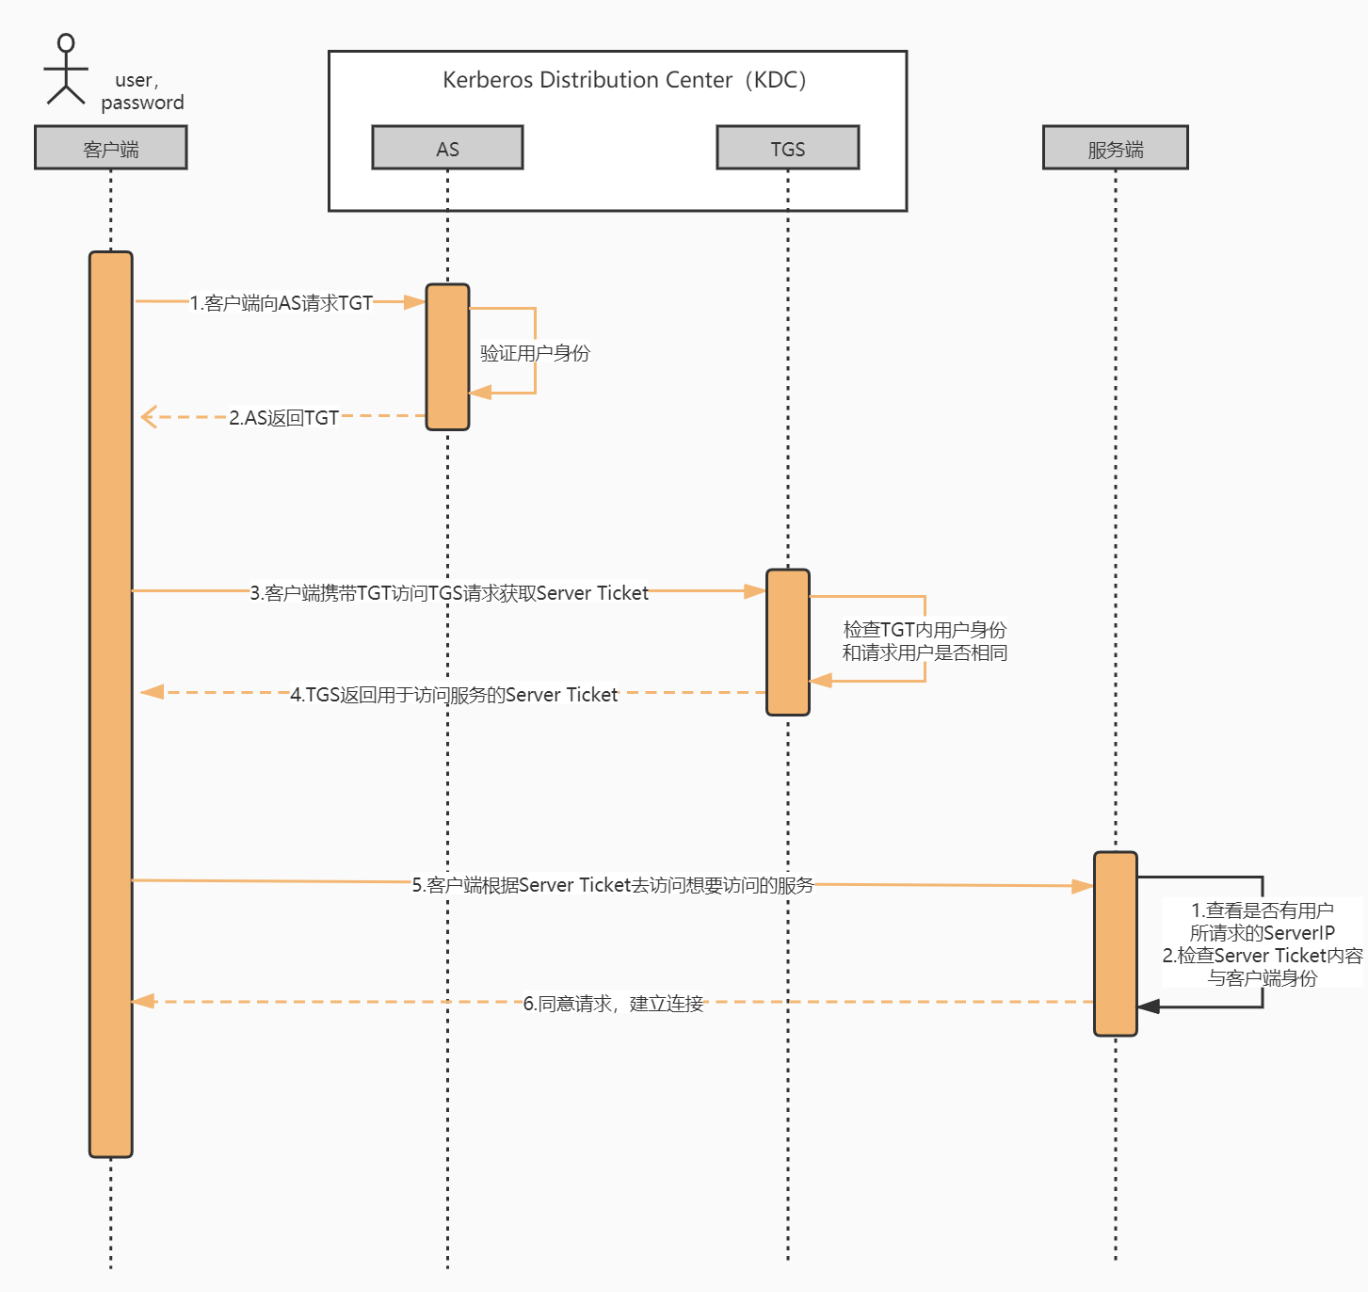 user,
password
Kerberos Distribution Center（KDC）
客户端
AS
TGS
服务端
1.客户端向AS请求TGT
验证用户身份
2.AS返回TGT
3.客户端携带TGT访问TGS请求获取Server Ticket
检查TGT内用户身份
和请求用户是否相同
4.TGS返回用于访问服务的Server Ticket
5.客户端根据Server Ticket去访问想要访问的服务
1.查看是否有用户
所请求的ServerIP
2.检查Server Ticket内容
与客户端身份
6.同意请求，建立连接